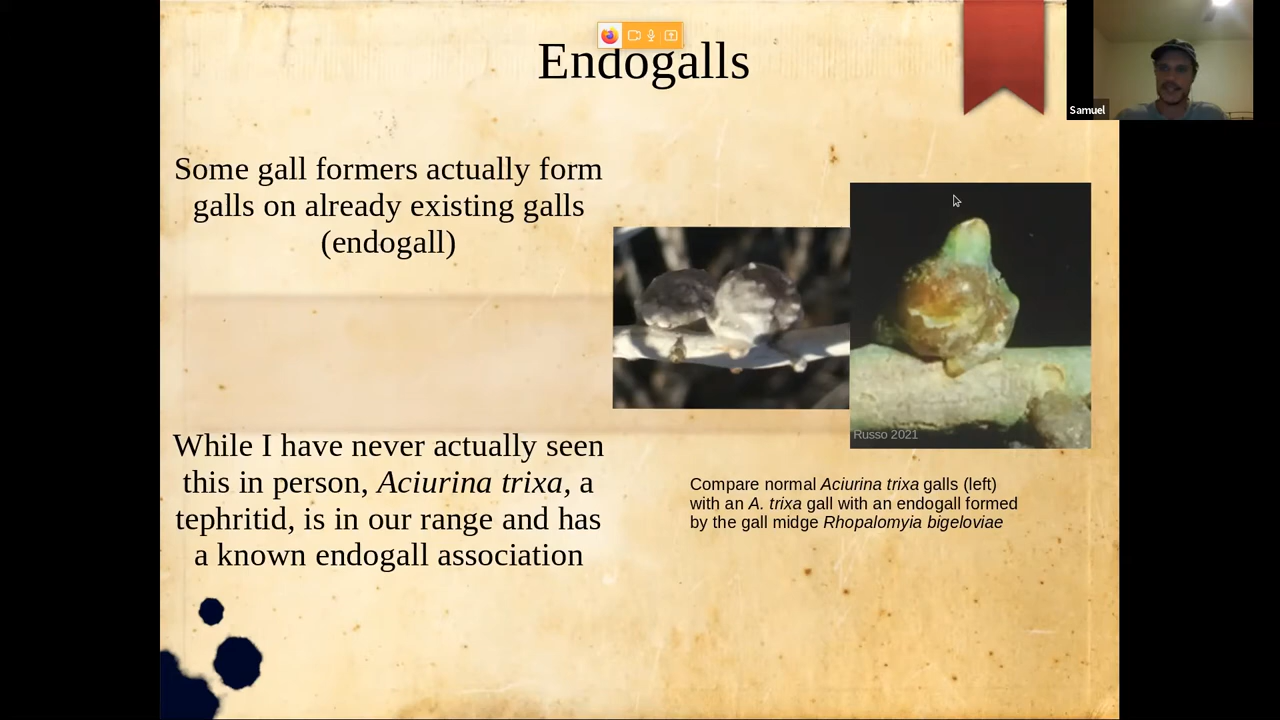 Endogalls
Samuel
Some gall formers actually form
galls on already existing galls
(endogall)
While I have never actually seen
this in person, Aciurina trixa, a
tephritid, is in our range and has
a known endogall association
Russo 2021
Compare normal Aciurina trixa galls (left)
with an A. trixa gall with an endogall formed
by the gall midge Rhopalomyia bigeloviae